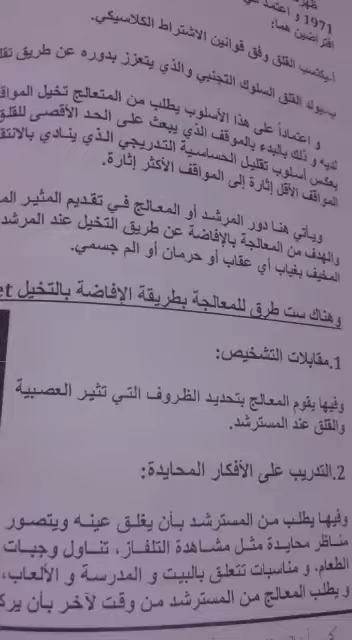 1971 و اعتمد
افتراضين هما:
أ-يكتسب القلق وفق قوانين الاشتراط الكلاسيكي.
ب-يولد القلق السلوك التجنبي والذي يتعزز بدوره عن طريق
و اعتماداً على هذا الأسلوب يطلب من المتعالج تخيل
لديه و ذلك بالبدء بالموقف الذي يبعث على الحد الأقصى للقلق
بعكس أسلوب تقليل الحساسية التدريجي الذي ينادي
المواقف الأقل إثارة إلى المواقف الأكثر إثارة.
ويأتي هنا دور المرشد أو المعالج في تقديم المثير
والهدف من المعالجة بالإفاضة عن طريق التخيل عند
المخيف بغياب أي عقاب أو حرمان أو الم جسمي.
وهناك ست طرق للمعالجة بطريقة الإفاضة بالتخيل
1.مقابلات التشخيص:
وفيها يقوم المعالج بتحديد الظروف التي تثير العصبية
والقلق عند المسترشد.
2.التدريب على الأفكار المحايدة:
وفيها يطلب من المسترشد بأن يغلق عينه ويتصور
مناظر محايدة مثل مشاهدة التلفاز، تناول وجبات
الطعام. و مناسبات تتعلق بالبيت و المدرسة و الألعاب،
و يطلب المعالج من المسترشد من وقت لآخر بأن